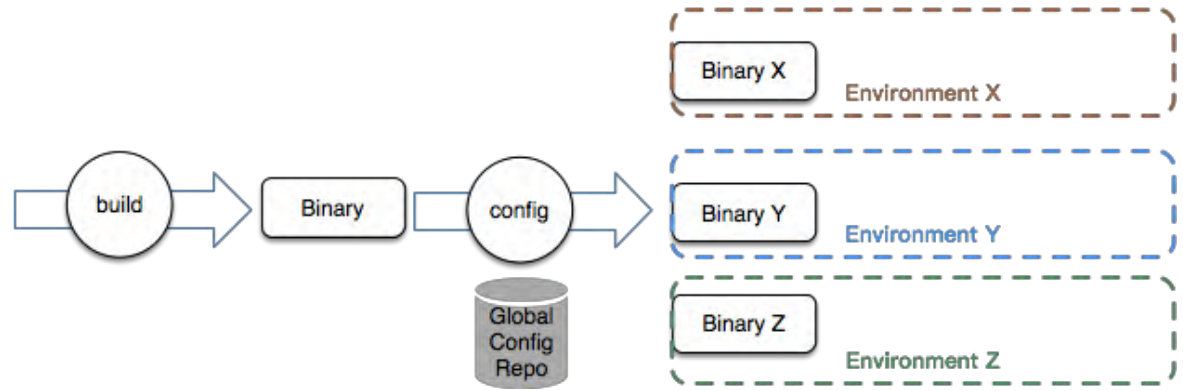 build
Binary
config
Global
Config
Repo
Binary X
Environment X
Binary Y
Environment Y
Binary Z
Environment Z